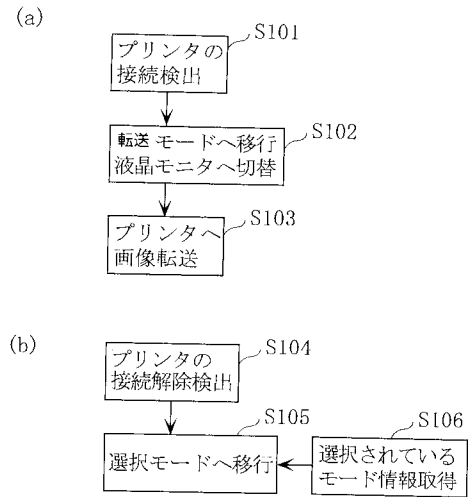 (a)
S101
プリンタの
接続検出
S102
転送モードへ移行
液晶モニタへ切替
S103
プリンタへ
画像転送
(b)
S104
プリンタの
接続解除検出
S105
選択モードへ移行
S106
選択されている
モード情報取得